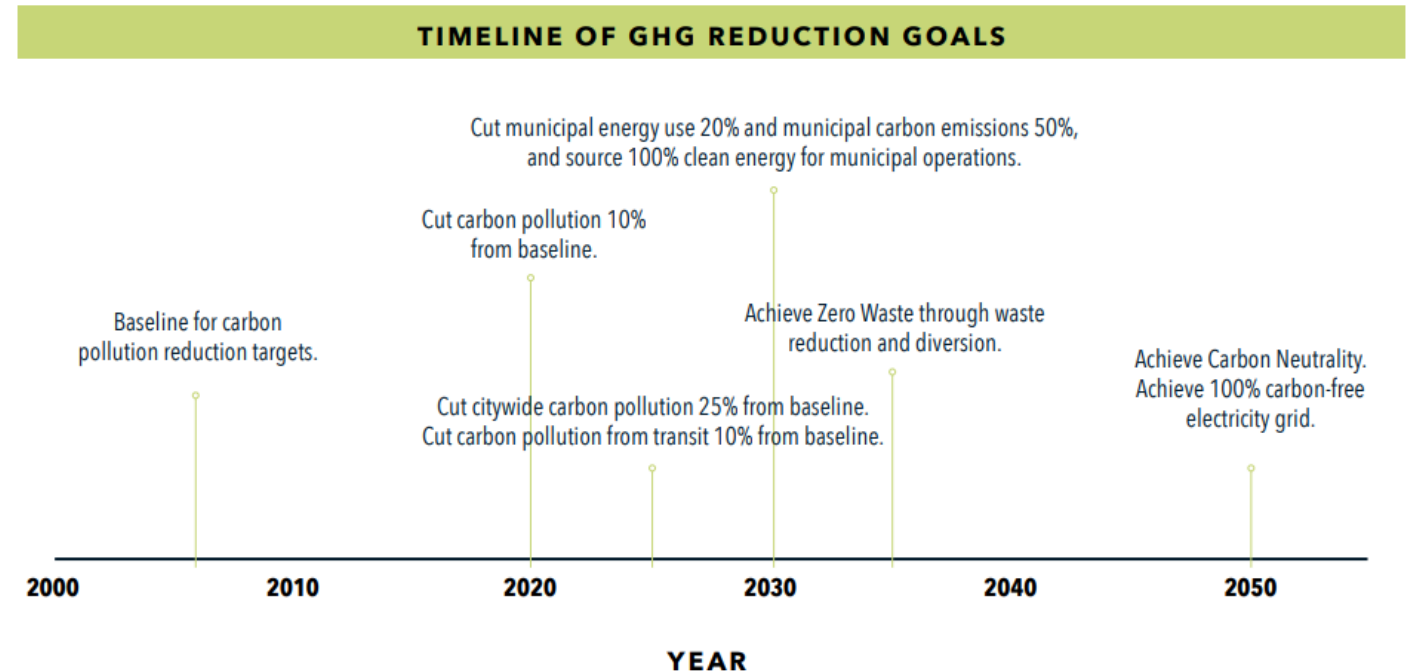 TIMELINE OF GHG REDUCTION GOALS
Cut municipal energy use 20% and municipal carbon emissions 50%,
and source 100% clean energy for municipal operations.
Cut carbon pollution 10%
from baseline.
Baseline for carbon
pollution reduction targets.
Achieve Zero Waste through waste
reduction and diversion.
Achieve Carbon Neutrality.
Achieve 100% carbon-free
electricity grid.
Cut citywide carbon pollution 25% from baseline.
Cut carbon pollution from transit 10% from baseline.
2000 2010 2020 2030 2040 2050
YEAR